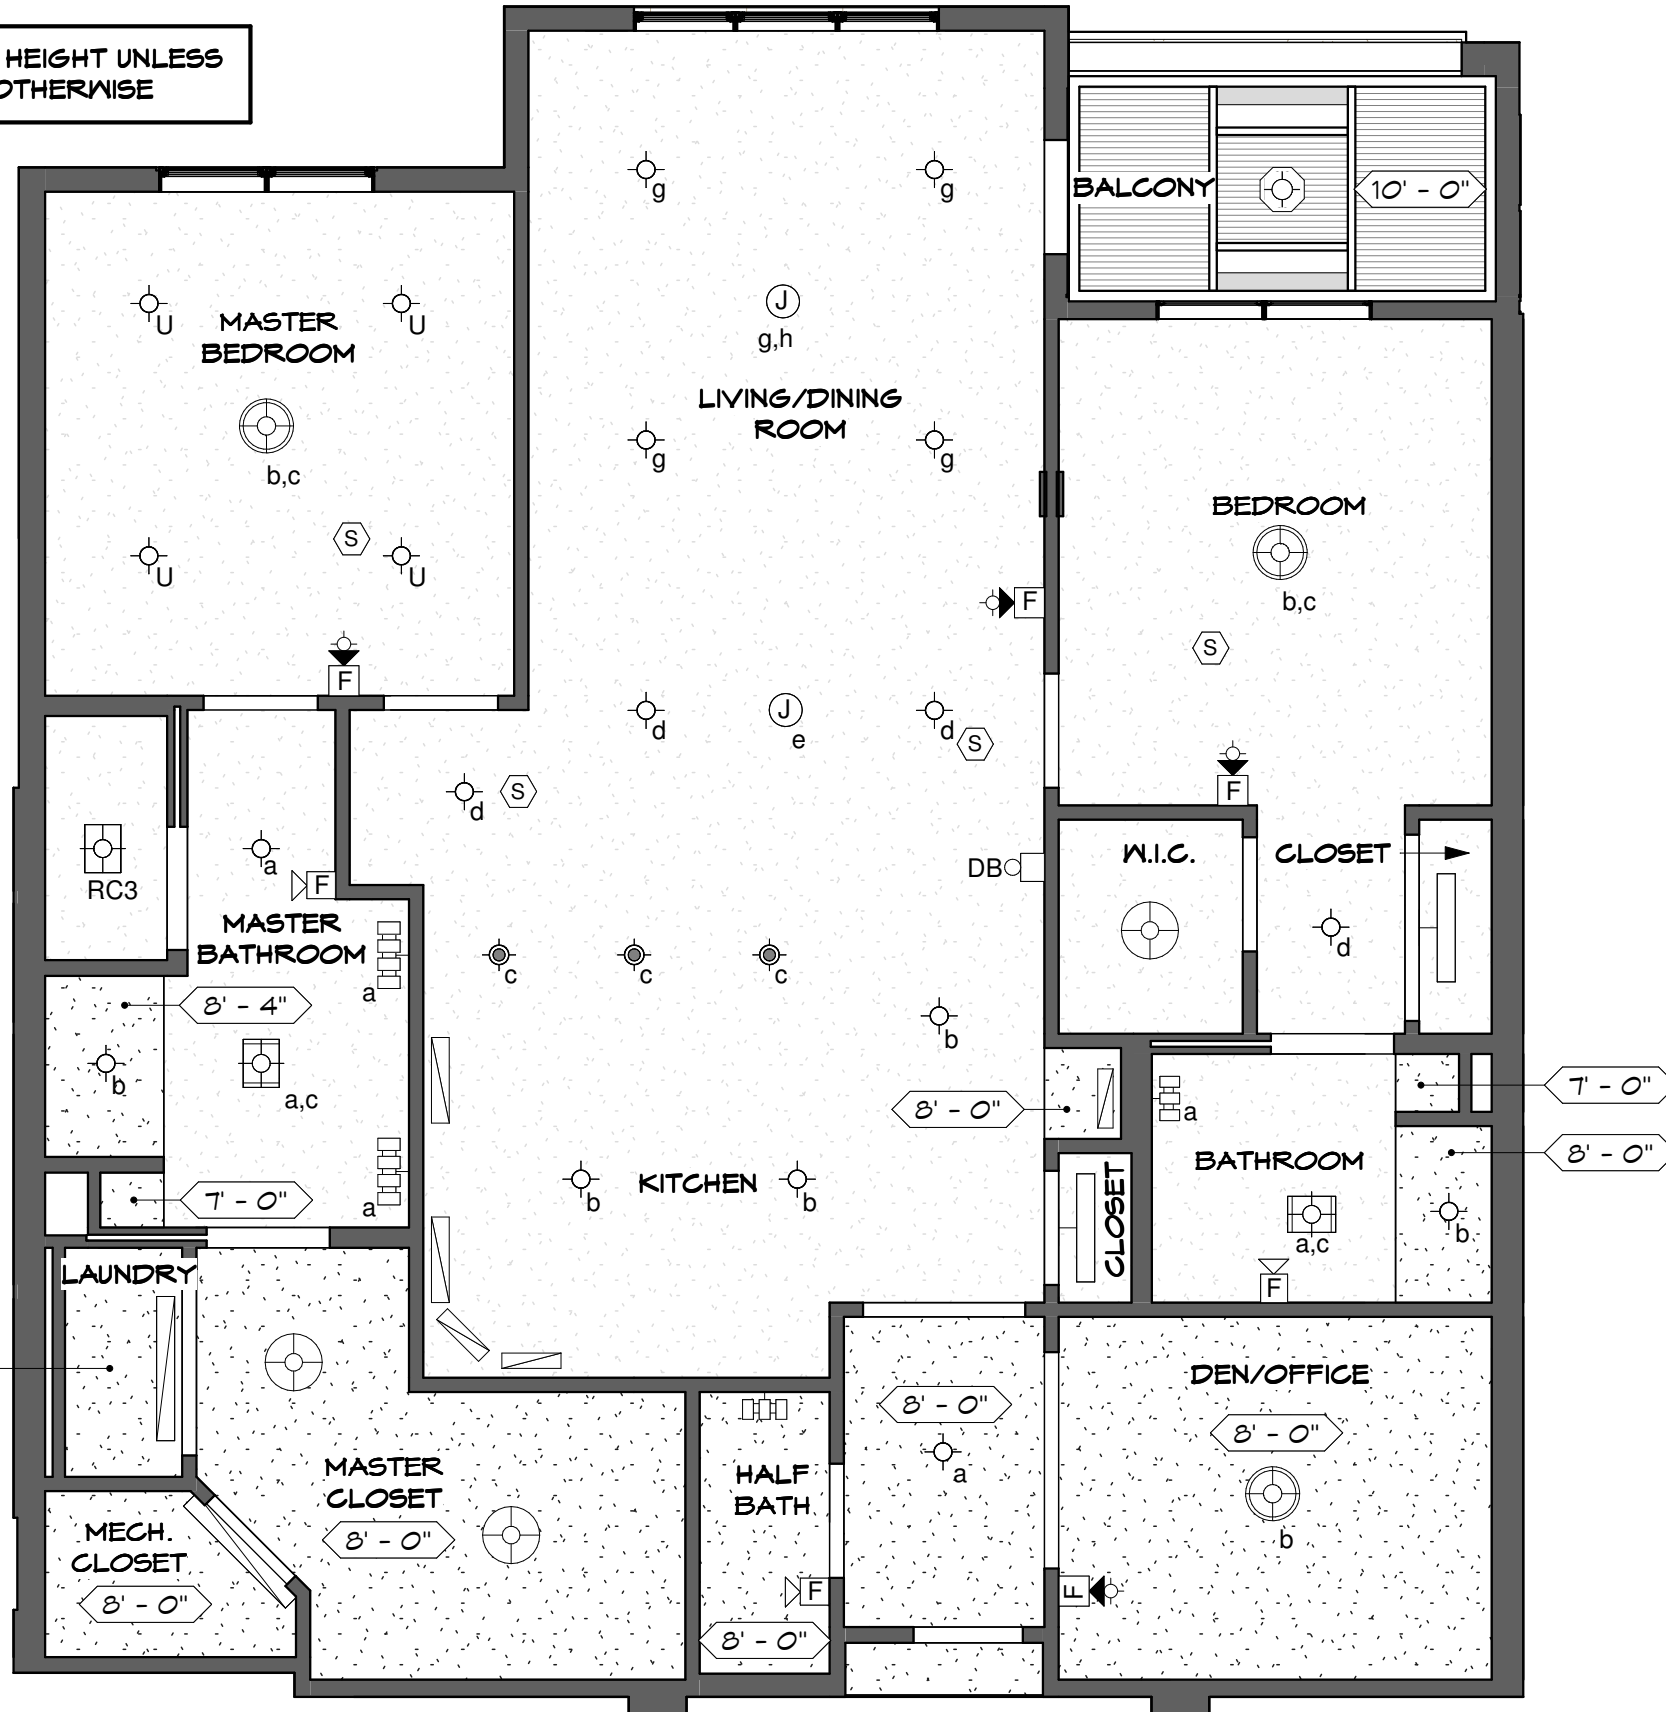 HEIGHT UNLESS
OTHERWISE
g
g
BALCONY
10' - 0"
U
U
MASTER
BEDROOM
J
g,h
LIVING/DINING
ROOM
g
g
b,c
S
U
U
BEDROOM
b,c
F
S
F
d
J
e
d
S
d
S
F
RC3
a
F
DB
W.I.C.
CLOSET
MASTER
BATHROOM
a
c
c
c
d
8' - 4"
b
b
a,c
8' - 0"
a
7' - 0"
BATHROOM
8' - 0"
7' - 0"
a
KITCHEN
b
b
CLOSET
b
a,c
F
LAUNDRY
DEN/OFFICE
8' - 0"
8' - 0"
a
MASTER
CLOSET
8' - 0"
HALF
BATH
b
MECH.
CLOSET
8' - 0"
F
F
8' - 0"